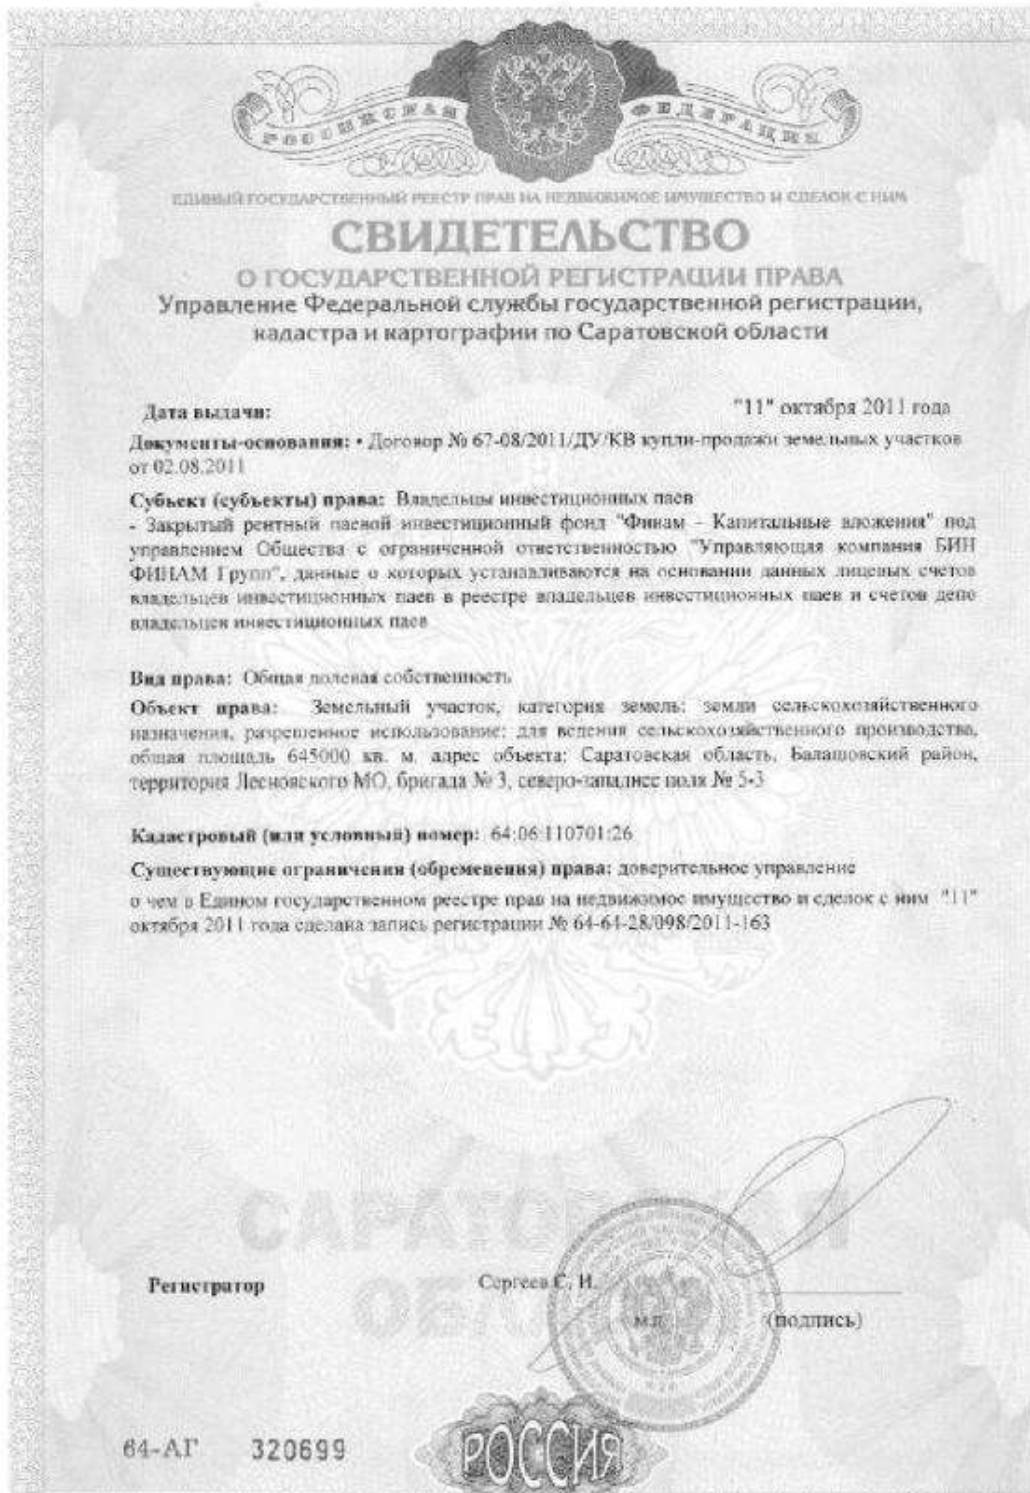 РОССИЙСКАЯ ФЕДЕРАЦИЯ
ЕДИНЫЙ ГОСУДАРСТВЕННЫЙ РЕЕСТР ПРАВ НА НЕДВИЖИМОЕ ИМУЩЕСТВО И СДЕЛОК С НИМ
СВИДЕТЕЛЬСТВО
О ГОСУДАРСТВЕННОЙ РЕГИСТРАЦИИ ПРАВА
Управление Федеральной службы государственной регистрации,
кадастра и картографии по Саратовской области
Дата выдачи: "11" октября 2011 года
Документы-основания: • Договор № 67-08/2011/ДУ/КВ купли-продажи земельных участков
от 02.08.2011
Субъект (субъекты) права: Владельцы инвестиционных паев
- Закрытый рентный паевой инвестиционный фонд "Финам - Капитальные вложения" под
управлением Общества с ограниченной ответственностью "Управляющая компания БИН
ФИНАМ Групп", данные о которых устанавливаются на основании данных лицевых счетов
владельцев инвестиционных паев в реестре владельцев инвестиционных паев и счетов депо
владельцев инвестиционных паев
Вид права: Общая долевая собственность
Объект права: Земельный участок, категория земель: земли сельскохозяйственного
назначения, разрешенное использование: для ведения сельскохозяйственного производства,
общая площадь 645000 кв. м, адрес объекта: Саратовская область, Балашовский район,
территория Лесновского МО, бригада № 3, северо-западнее поля № 5-3
Кадастровый (или условный) номер: 64:06:110701:26
Существующие ограничения (обременения) права: доверительное управление
о чем в Едином государственном реестре прав на недвижимое имущество и сделок с ним "11"
октября 2011 года сделана запись регистрации № 64-64-28/098/2011-163
САРАТОВСКАЯ
ОБЛ
Регистратор Сергеев С. И.
м.п. (подпись)
64-АГ 320699
РОССИЯ